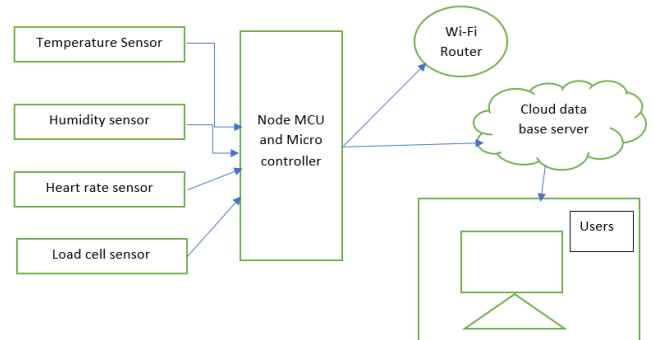 Temperature Sensor
Humidity sensor
Heart rate sensor
Load cell sensor
Node MCU
and Micro
controller
Wi-Fi
Router
Cloud data
base server
Users